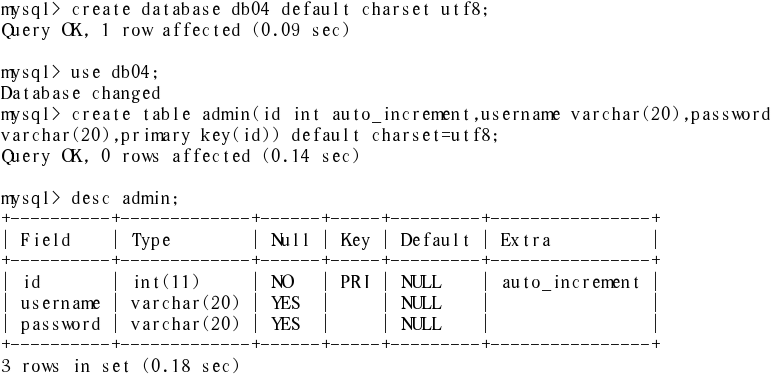 mysql> create database db04 default charset utf8;
Query OK, 1 row affected (0.09 sec)
mysql> use db04;
Database changed
mysql> create table admin(id int auto_increment,username varchar(20),password
varchar(20),primary key(id)) default charset=utf8;
Query OK, 0 rows affected (0.14 sec)
mysql> desc admin;
+----------+-------------+------+-----+---------+----------------+
| Field | Type | Null | Key | Default | Extra |
+----------+-------------+------+-----+---------+----------------+
| id | int(11) | NO | PRI | NULL | auto_increment |
| username | varchar(20) | YES | | NULL | |
| password | varchar(20) | YES | | NULL | |
+----------+-------------+------+-----+---------+----------------+
3 rows in set (0.18 sec)